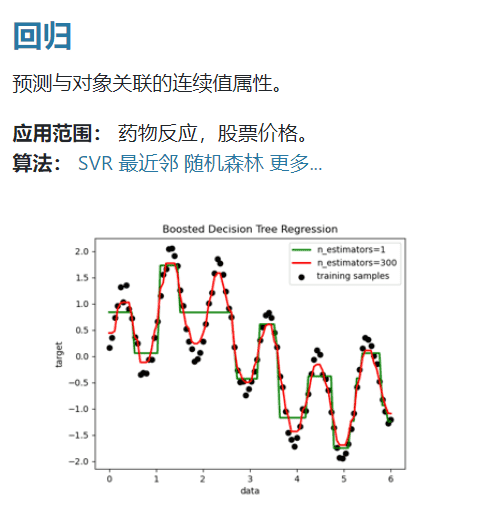 回归
预测与对象关联的连续值属性。
应用范围： 药物反应，股票价格。
算法： SVR 最近邻 随机森林 更多...
Boosted Decision Tree Regression
n_estimators=1
n_estimators=300
training samples
2.0
1.5
1.0
0.5
0.0
-0.5
-1.0
-1.5
-2.0
target
0 1 2 3 4 5 6
data